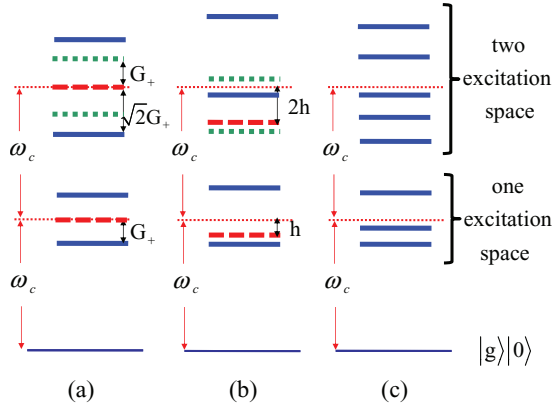 G₊
√2G₊
ω_c
2h
ω_c
ω_c
two
excitation
space
G₊
ω_c
h
ω_c
ω_c
one
excitation
space
|g⟩|0⟩
(a)
(b)
(c)